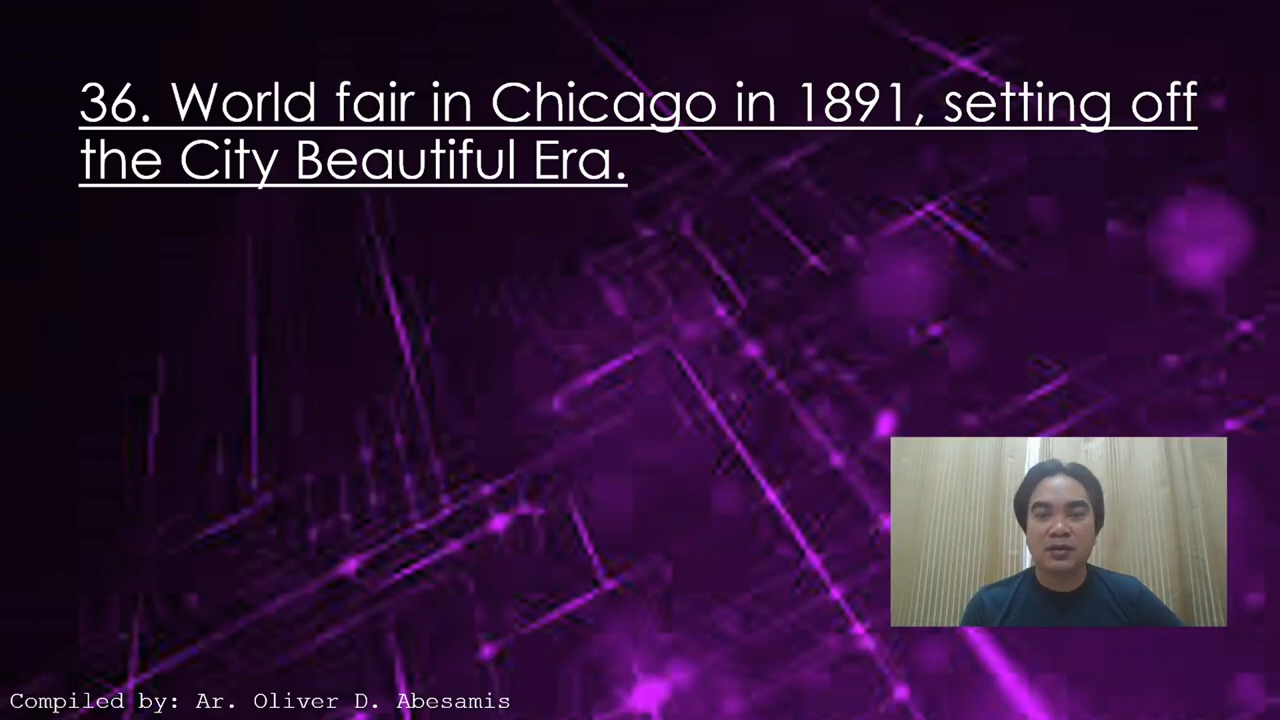 36. World fair in Chicago in 1891, setting off
the City Beautiful Era.
Compiled by: Ar. Oliver D. Abesamis